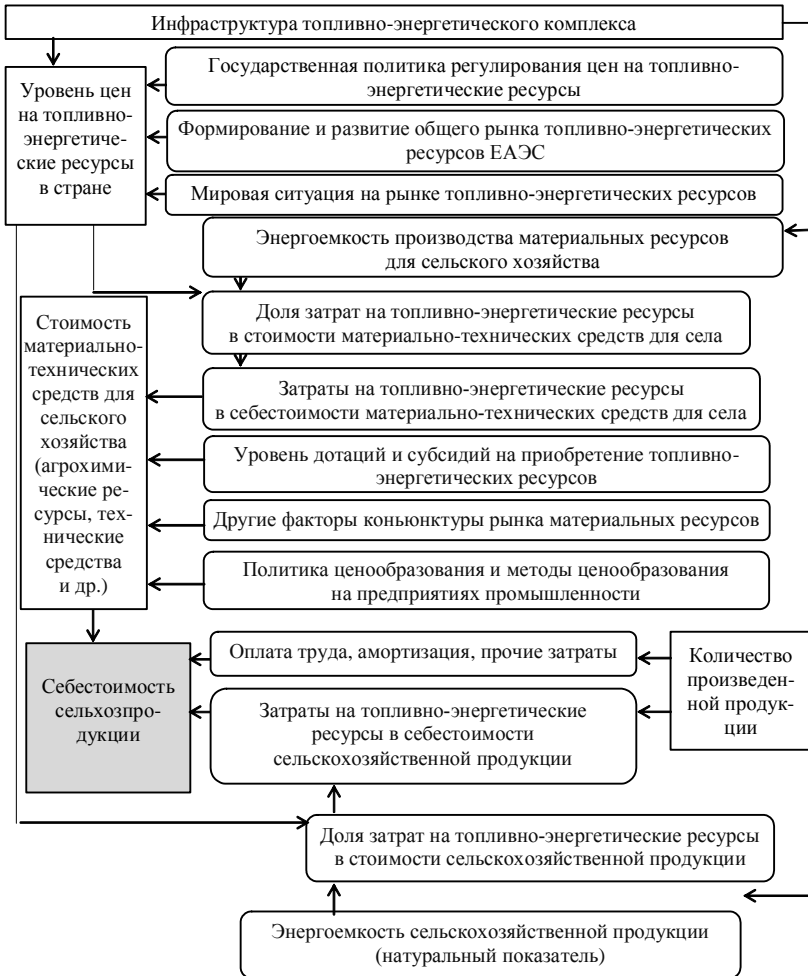 Инфраструктура топливно-энергетического комплекса
Уровень цен
на топливно-
энергетиче-
ские ресурсы
в стране
Государственная политика регулирования цен на топливно-
энергетические ресурсы
Формирование и развитие общего рынка топливно-энергетических
ресурсов ЕАЭС
Мировая ситуация на рынке топливно-энергетических ресурсов
Энергоемкость производства материальных ресурсов
для сельского хозяйства
Доля затрат на топливно-энергетические ресурсы
в стоимости материально-технических средств для села
Стоимость
материально-
технических
средств для
сельского
хозяйства
(агрохими-
ческие ре-
сурсы, тех-
нические
средства
и др.)
Затраты на топливно-энергетические ресурсы
в себестоимости материально-технических средств для села
Уровень дотаций и субсидий на приобретение топливно-
энергетических ресурсов
Другие факторы коньюнктуры рынка материальных ресурсов
Политика ценообразования и методы ценообразования
на предприятиях промышленности
Себестоимость
сельхозпро-
дукции
Оплата труда, амортизация, прочие затраты
Затраты на топливно-энергетические
ресурсы в себестоимости
сельскохозяйственной продукции
Количество
произведен-
ной продук-
ции
Доля затрат на топливно-энергетические ресурсы
в стоимости сельскохозяйственной продукции
Энергоемкость сельскохозяйственной продукции
(натуральный показатель)